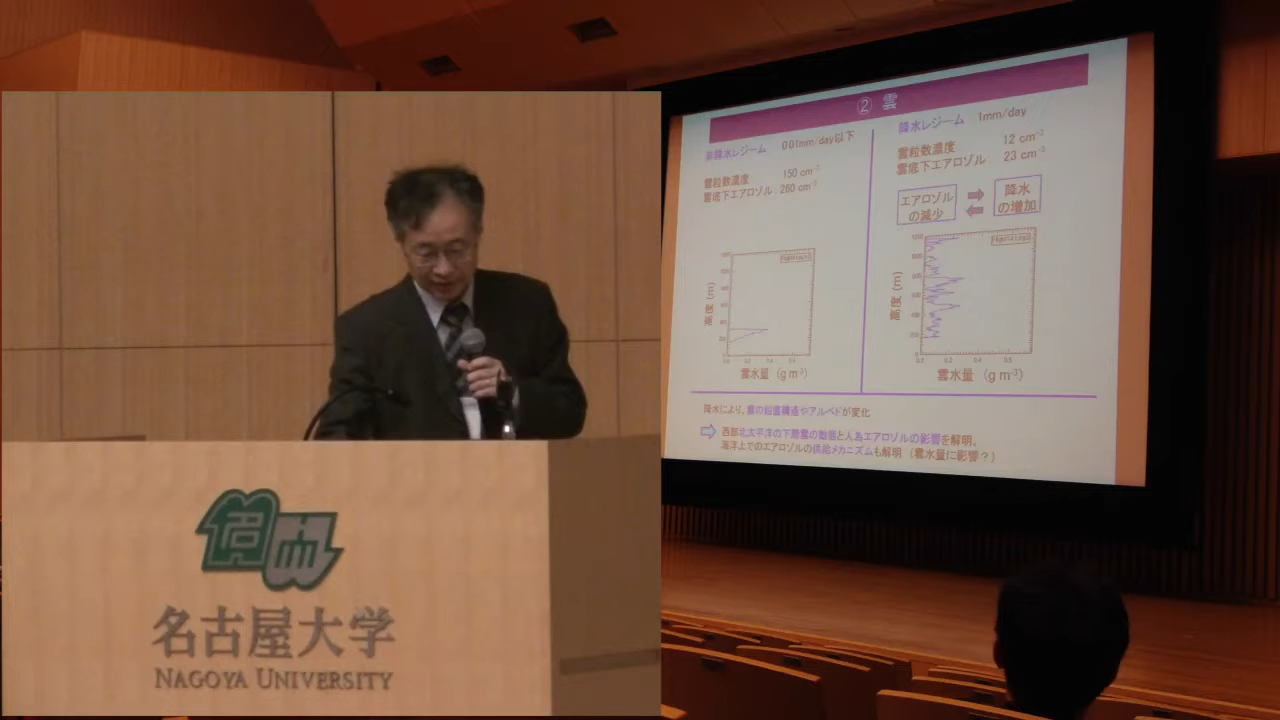 ② 雲
非降水レジーム 0.01mm/day以下
雲粒数濃度 150 cm⁻³
雲底下エアロゾル 260 cm⁻³
高度 (m)
雲水量 (g m⁻³)
降水レジーム 1mm/day
雲粒数濃度 12 cm⁻³
雲底下エアロゾル 23 cm⁻³
エアロゾル
の減少
降水
の増加
高度 (m)
雲水量 (g m⁻³)
降水により、雲の鉛直構造やアルベドが変化
西部北太平洋の下層雲の動態と人為エアロゾルの影響を解明。
海洋上でのエアロゾルの供給メカニズムも解明 (雲水量に影響?)
名古屋大学
NAGOYA UNIVERSITY